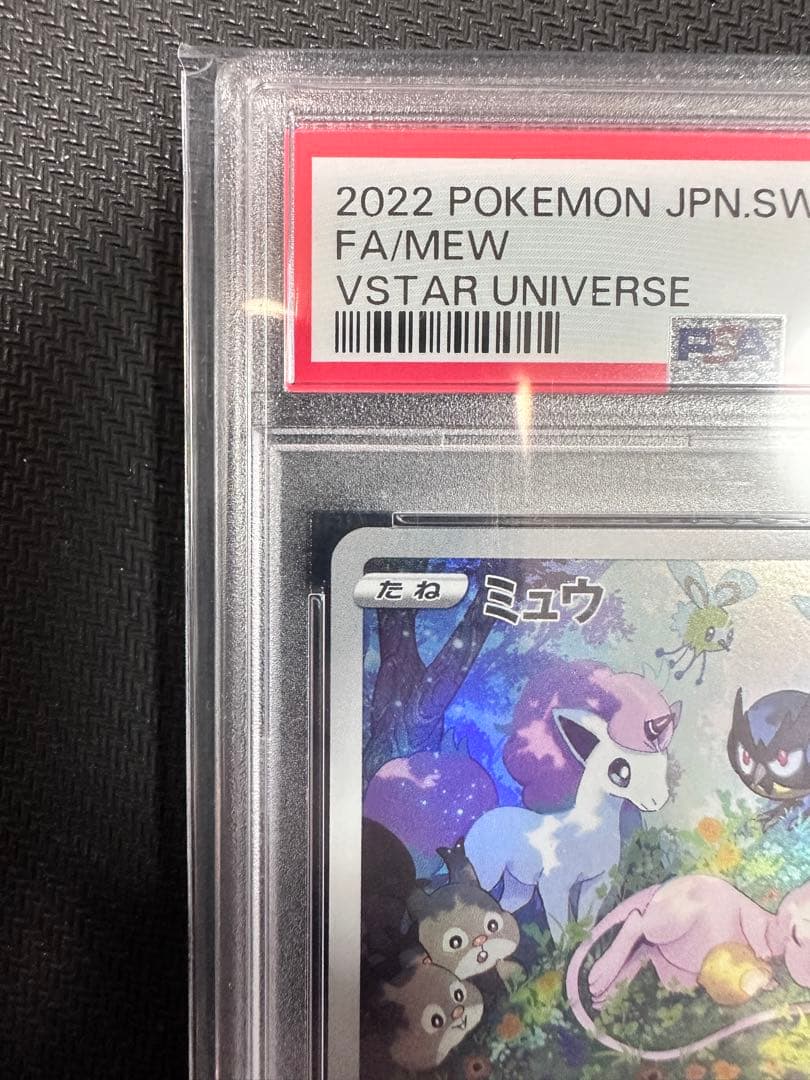 2022 POKEMON JPN.SW
FA/MEW
VSTAR UNIVERSE
PSA
たね ミュウ